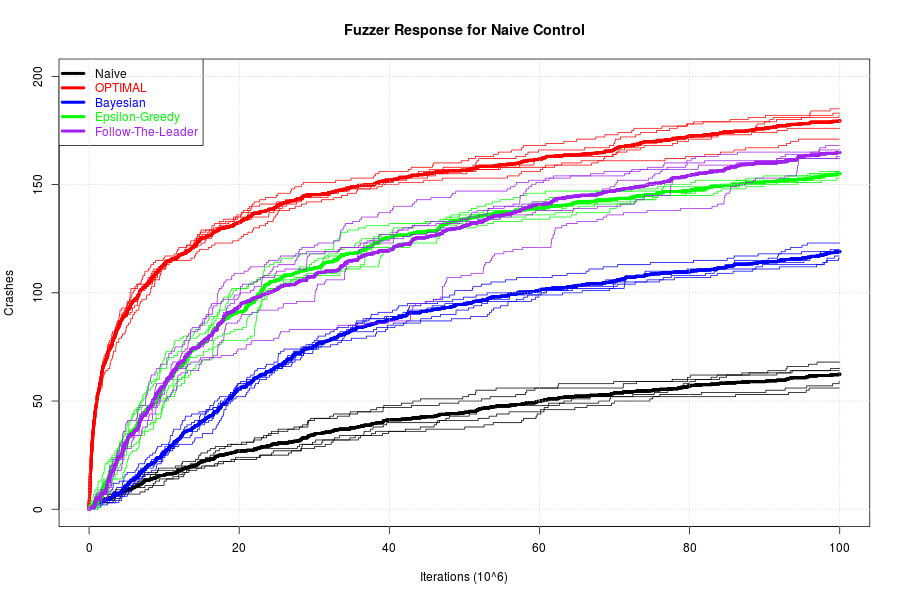 Fuzzer Response for Naive Control
Naive
OPTIMAL
Bayesian
Epsilon-Greedy
Follow-The-Leader
Crashes
200
150
100
50
0
0 20 40 60 80 100
Iterations (10^6)